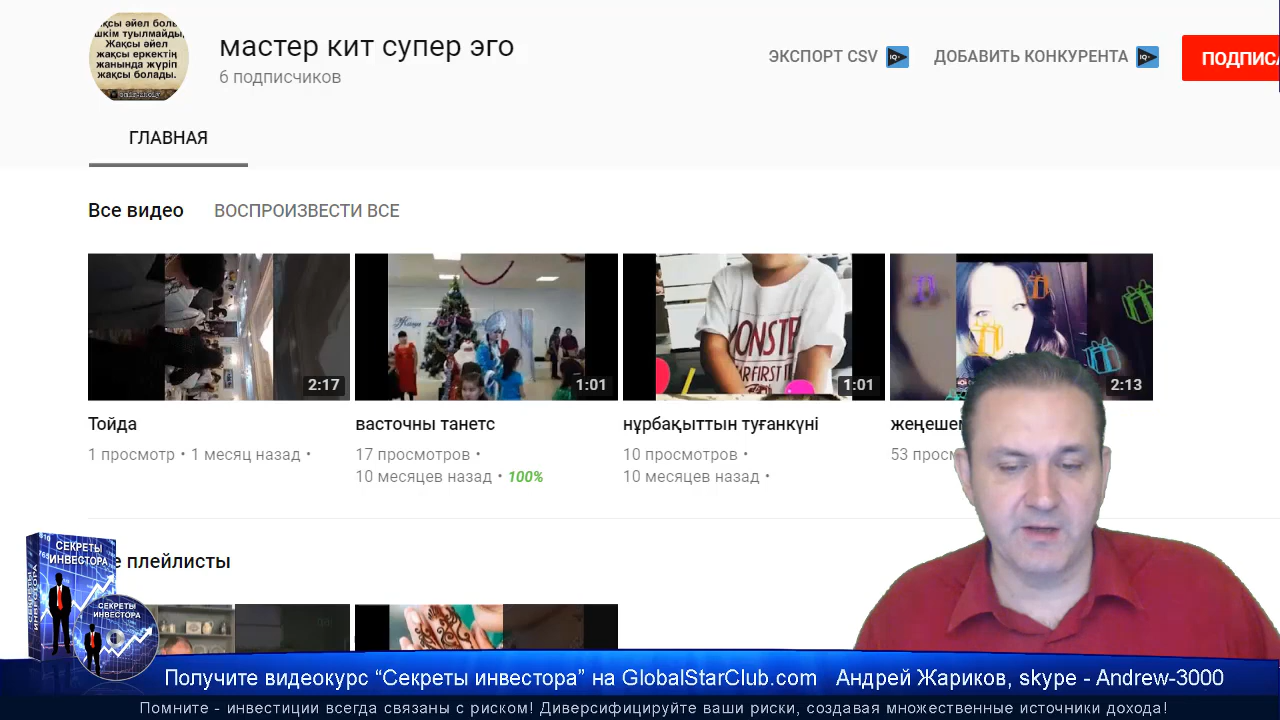 ақсы әйел боль
шкім туылмайды,
Жақсы әйел
жақсы еркектің
жанында жүріп
жақсы болады.
мастер кит супер эго
6 подписчиков
ЭКСПОРТ CSV
ДОБАВИТЬ КОНКУРЕНТА
ПОДПИСА
ГЛАВНАЯ
Все видео ВОСПРОИЗВЕСТИ ВСЕ
2:17
1:01
MONSTE
1:01
2:13
Тойда
1 просмотр • 1 месяц назад •
васточны танетс
17 просмотров •
10 месяцев назад • 100%
нұрбақыттын туғанкүні
10 просмотров •
10 месяцев назад •
жеңешем
53 просм
е плейлисты
СЕКРЕТЫ
ИНВЕСТОРА
СЕКРЕТЫ
ИНВЕСТОРА
Получите видеокурс “Секреты инвестора” на GlobalStarClub.com Андрей Жариков, skype - Andrew-3000
Помните - инвестиции всегда связаны с риском! Диверсифицируйте ваши риски, создавая множественные источники дохода!